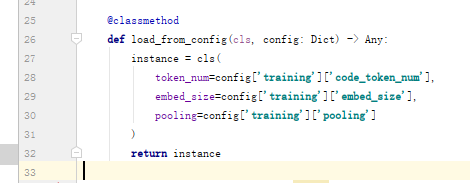 24
25 @classmethod
26 def load_from_config(cls, config: Dict) -> Any:
27 instance = cls(
28 token_num=config['training']['code_token_num'],
29 embed_size=config['training']['embed_size'],
30 pooling=config['training']['pooling']
31 )
32 return instance
33